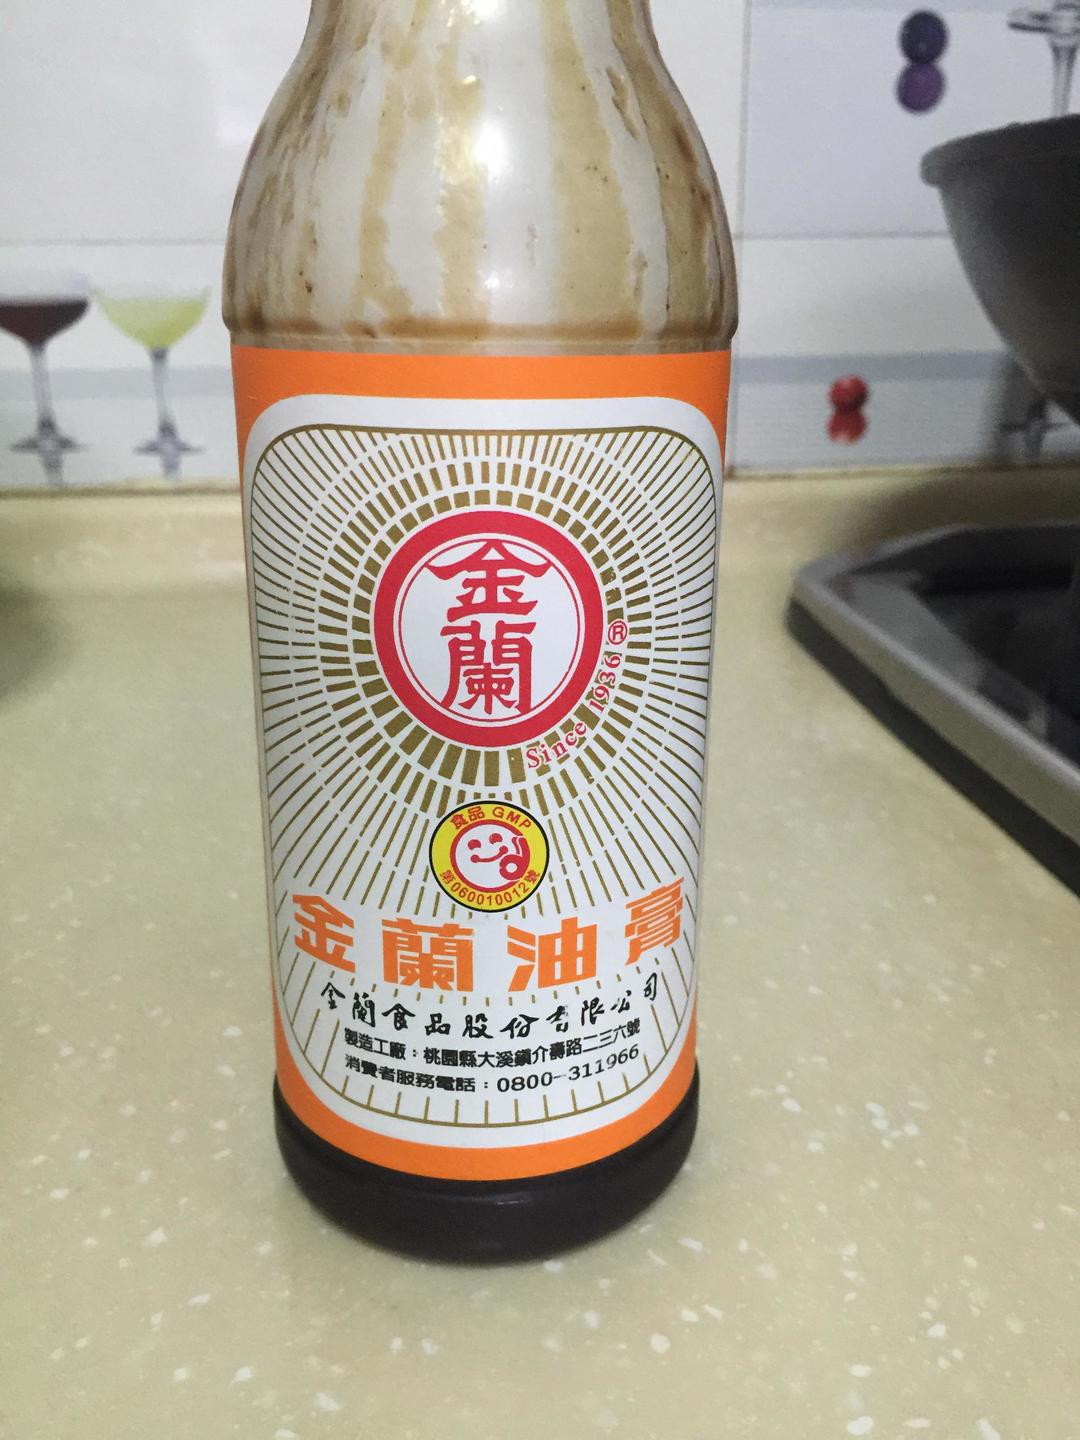 金蘭
®
Since 1936
食品 GMP
第060010012號
金蘭油膏
金蘭食品股份有限公司
製造工廠：桃園縣大溪鎮介壽路二三六號
消費者服務電話：0800-311966